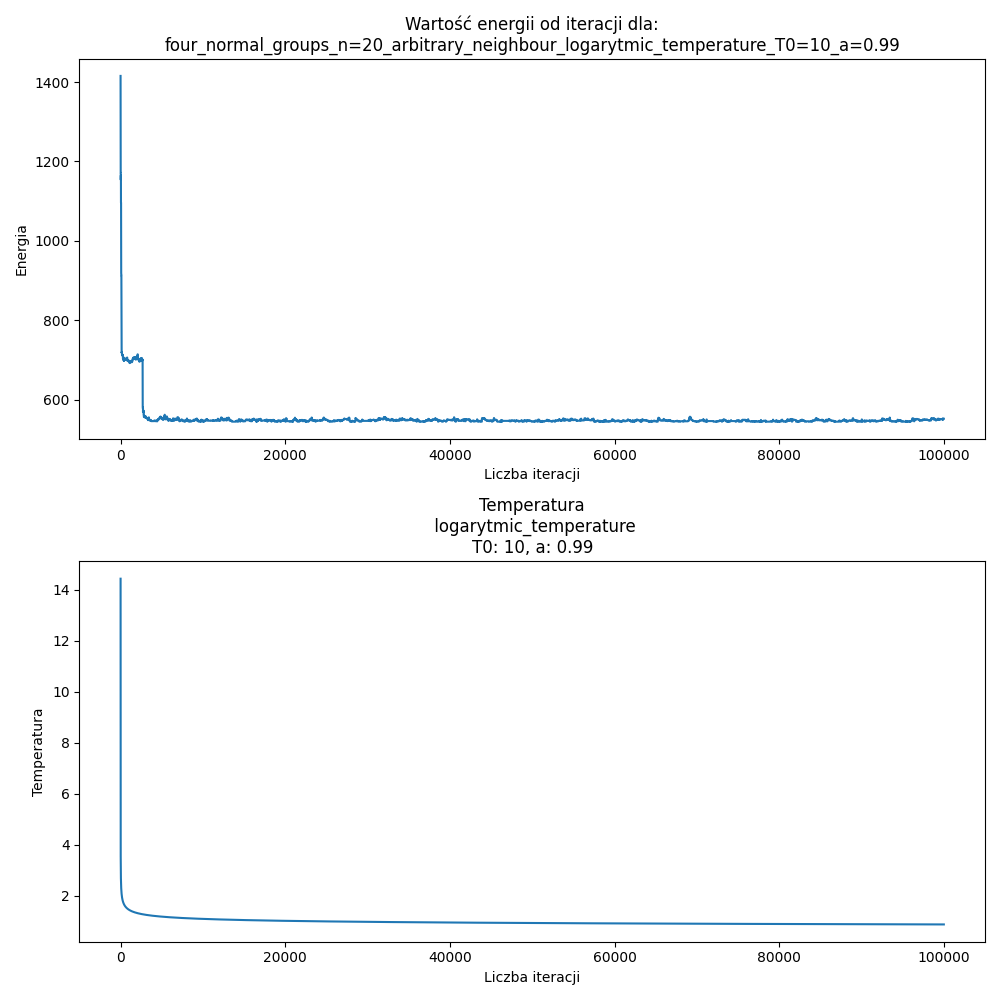 Wartość energii od iteracji dla:
four_normal_groups_n=20_arbitrary_neighbour_logarytmic_temperature_T0=10_a=0.99
1400
1200
1000
800
600
Energia
0 20000 40000 60000 80000 100000
Liczba iteracji
Temperatura
logarytmic_temperature
T0: 10, a: 0.99
14
12
10
8
6
4
2
Temperatura
0 20000 40000 60000 80000 100000
Liczba iteracji